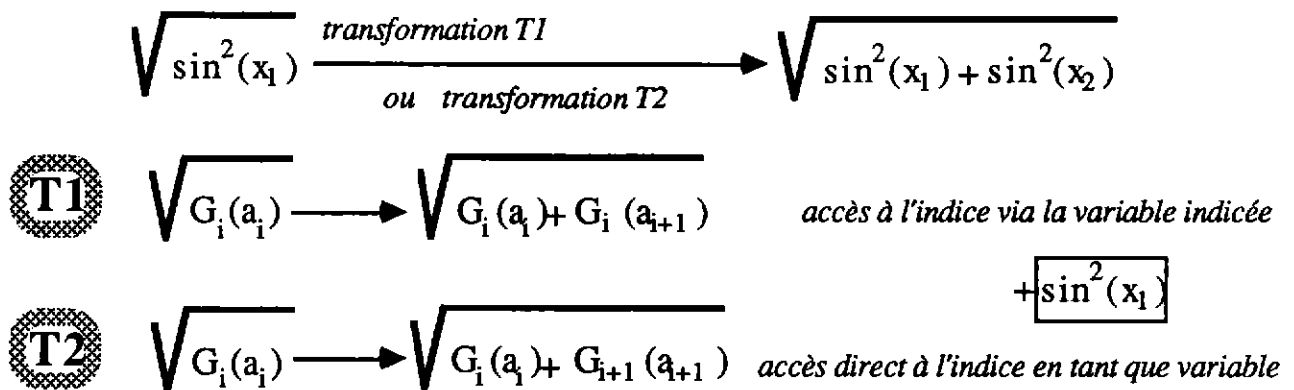 √sin²(x₁) transformation T1 ou transformation T2 √sin²(x₁) + sin²(x₂)
T1 √Gᵢ(aᵢ) → √Gᵢ(aᵢ)+ Gᵢ (aᵢ₊₁) accès à l'indice via la variable indicée
+ sin²(x₁)
T2 √Gᵢ(aᵢ) → √Gᵢ(aᵢ)+ Gᵢ₊₁ (aᵢ₊₁) accès direct à l'indice en tant que variable